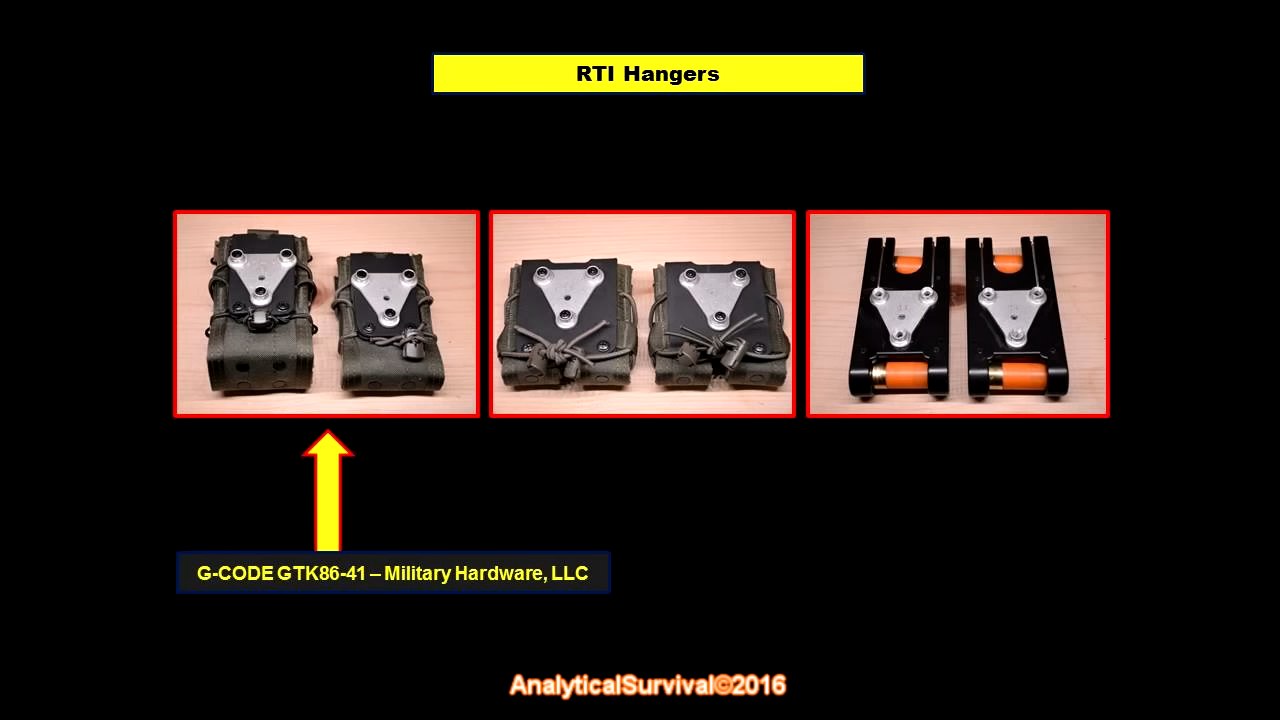 RTI Hangers
G-CODE GTK86-41 – Military Hardware, LLC
AnalyticalSurvival©2016